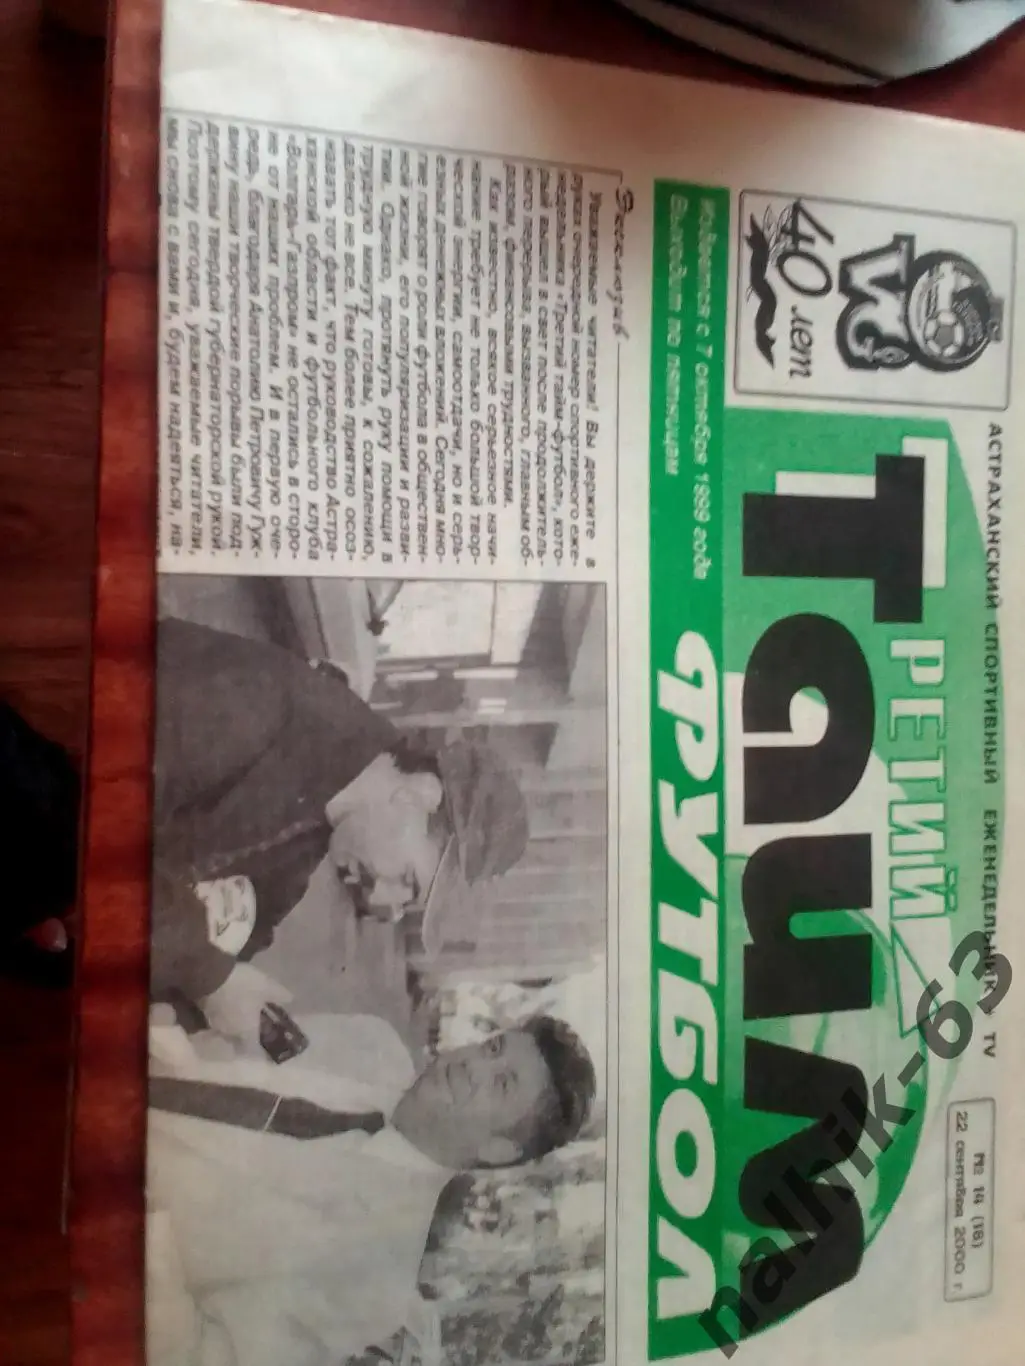 АСТРАХАНСКИЙ СПОРТИВНЫЙ ЕЖЕНЕДЕЛЬНИК TV
№ 14 (16)
22 сентября 2000 г.
40 лет
ТРЕТИЙ
ТАЙМ
Издается с 7 октября 1999 года
Выходит по пятницам
ФУТБОЛ
Эксклюзив
Уважаемые читатели! Вы держите в
руках очередной номер спортивного еже-
недельника «Третий тайм-футбол», кото-
рый вышел в свет после продолжитель-
ного перерыва, вызванного, главным об-
разом, финансовыми трудностями.
Как известно, всякое серьезное начи-
нание требует не только большой твор-
ческой энергии, самоотдачи, но и серь-
езных денежных вложений. Сегодня мно-
гие говорят о роли футбола в обществен-
ной жизни, его популяризации и разви-
тии. Однако, протянуть руку помощи в
трудную минуту готовы, к сожалению,
далеко не все. Тем более приятно осоз-
навать тот факт, что руководство Астра-
ханской области и футбольного клуба
«Волгарь-Газпром» не остались в сторо-
не от наших проблем. И в первую оче-
редь, благодаря Анатолию Петровичу Гуж-
вину наши творческие порывы были под-
держаны твердой губернаторской рукой.
Поэтому сегодня, уважаемые читатели,
мы снова с вами и, будем надеяться, на-
nalhik-63